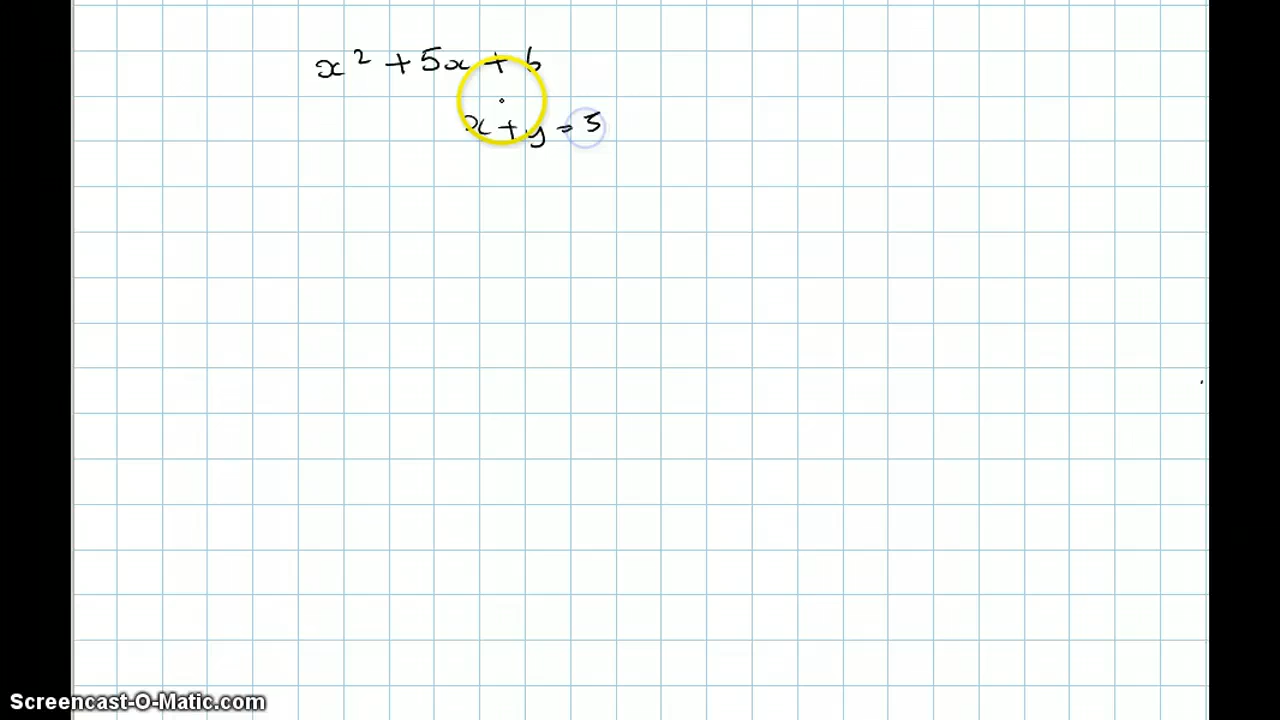 x² + 5x + 6
x + y = 5
Screencast-O-Matic.com